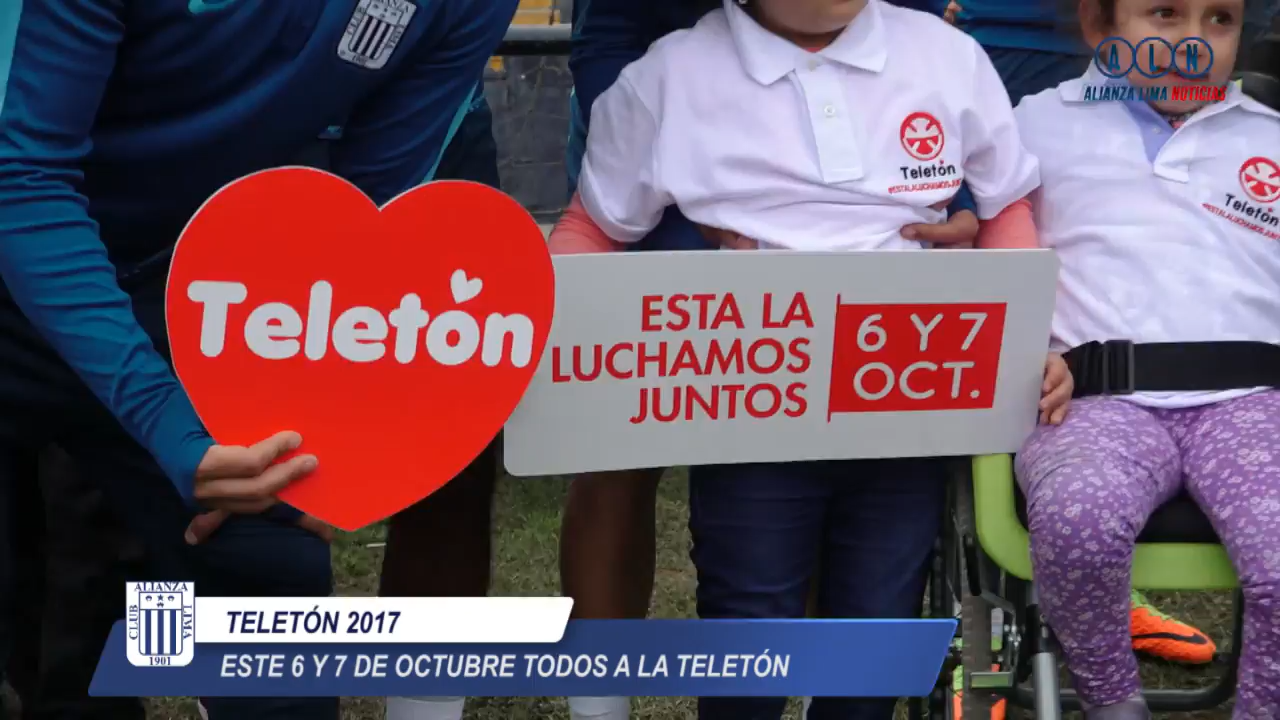 ALN
ALIANZA LIMA NOTICIAS
Teletón
Teletón
Teletón
ESTA LA
LUCHAMOS
JUNTOS
6 Y 7
OCT.
ALIANZA
CLUB
LIMA
1901
TELETÓN 2017
ESTE 6 Y 7 DE OCTUBRE TODOS A LA TELETÓN